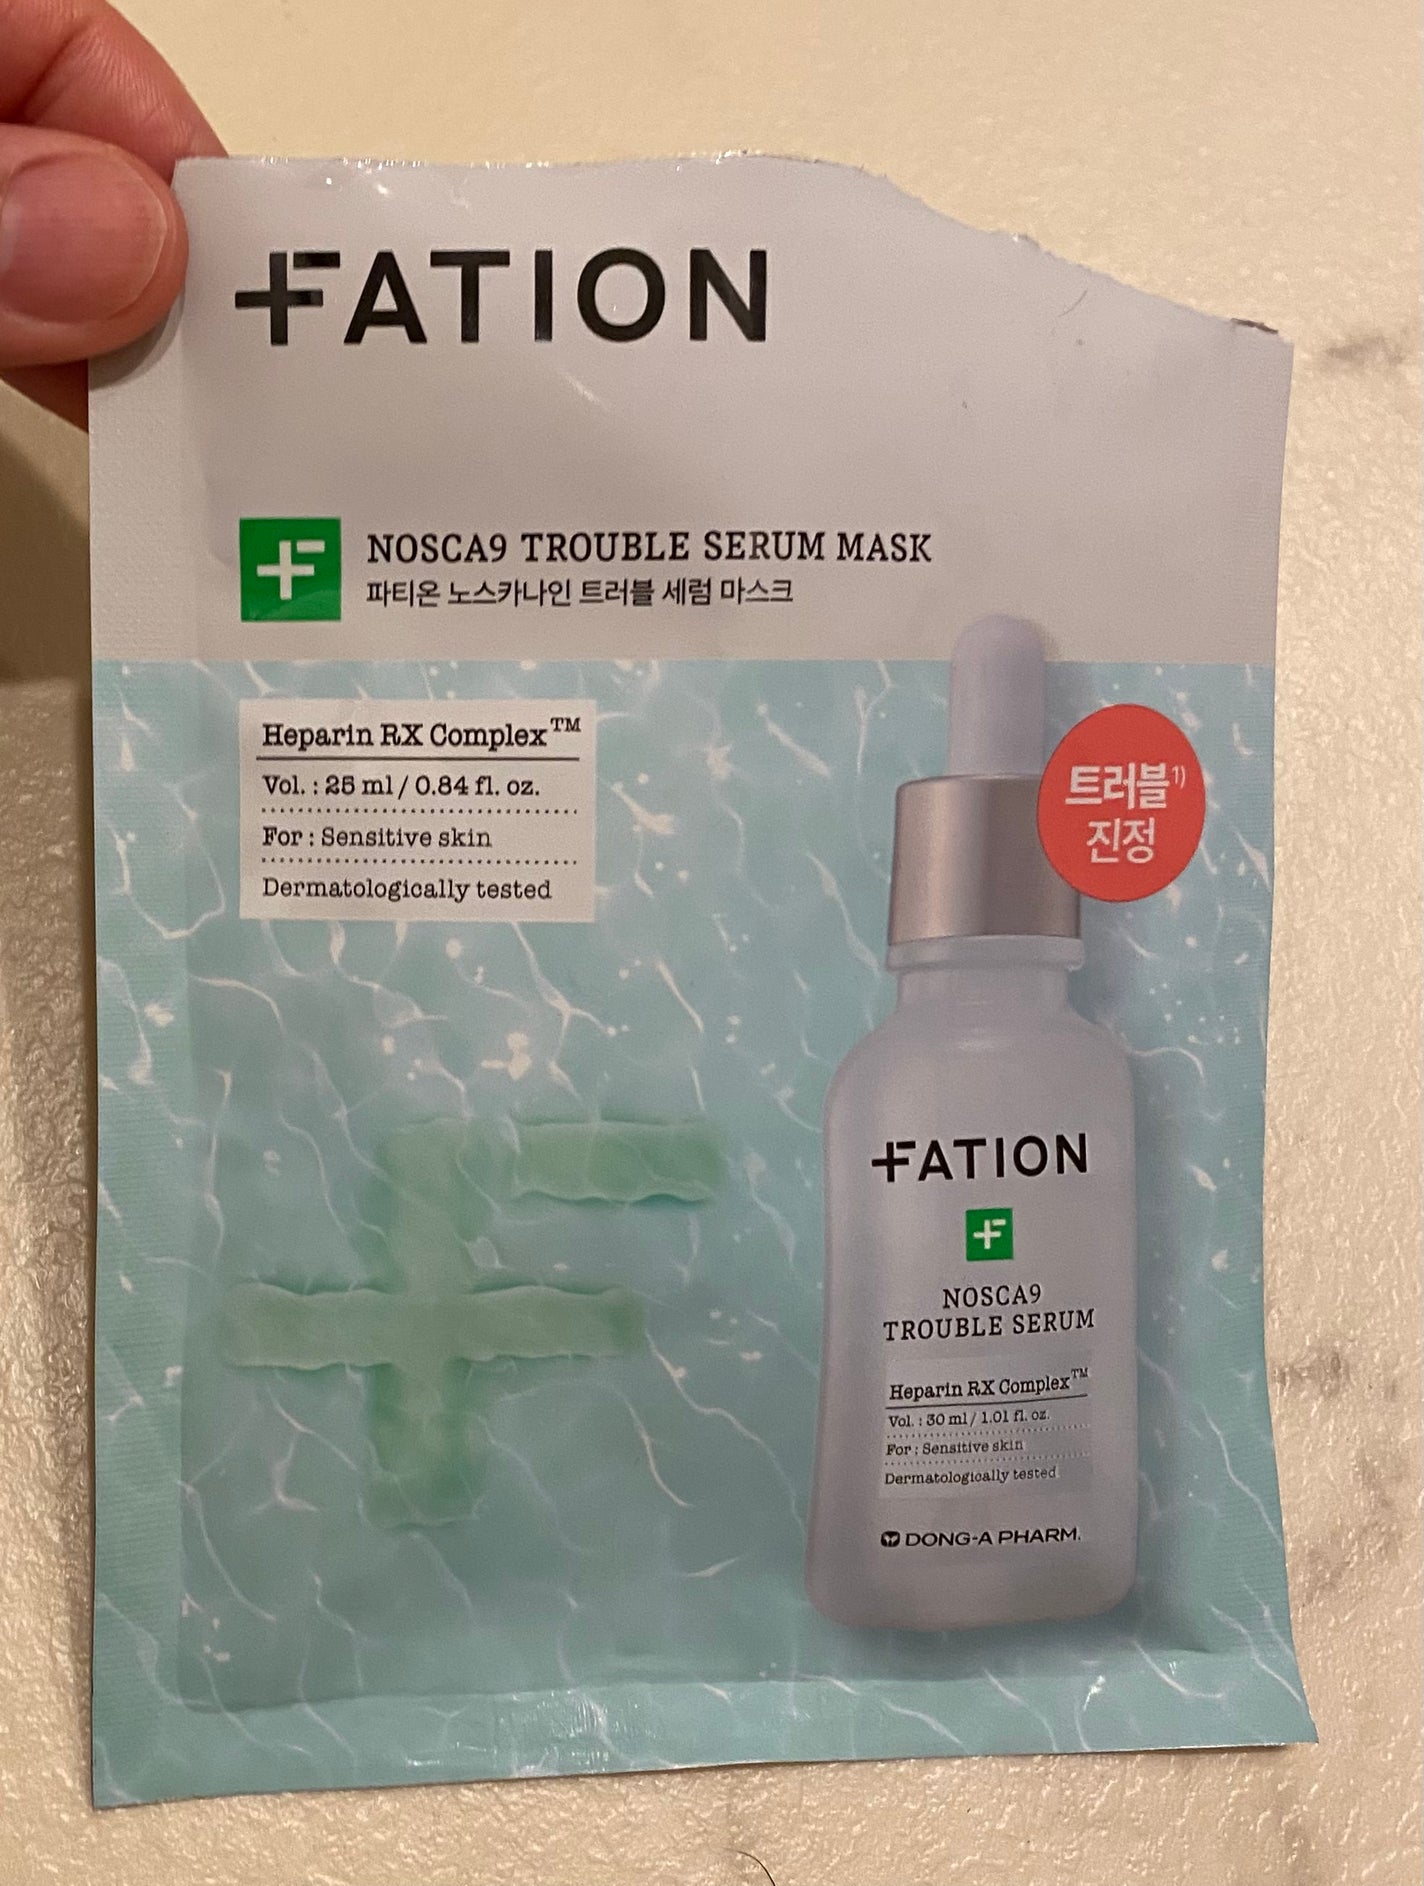 FATION
NOSCA9 TROUBLE SERUM MASK
파티온 노스카나인 트러블 세럼 마스크
Heparin RX Complex™
Vol. : 25 ml / 0.84 fl. oz.
For : Sensitive skin
Dermatologically tested
트러블¹⁾
진정
FATION
NOSCA9
TROUBLE SERUM
Heparin RX Complex™
Vol. : 30 ml / 1.01 fl. oz.
For : Sensitive skin
Dermatologically tested
DONG-A PHARM.